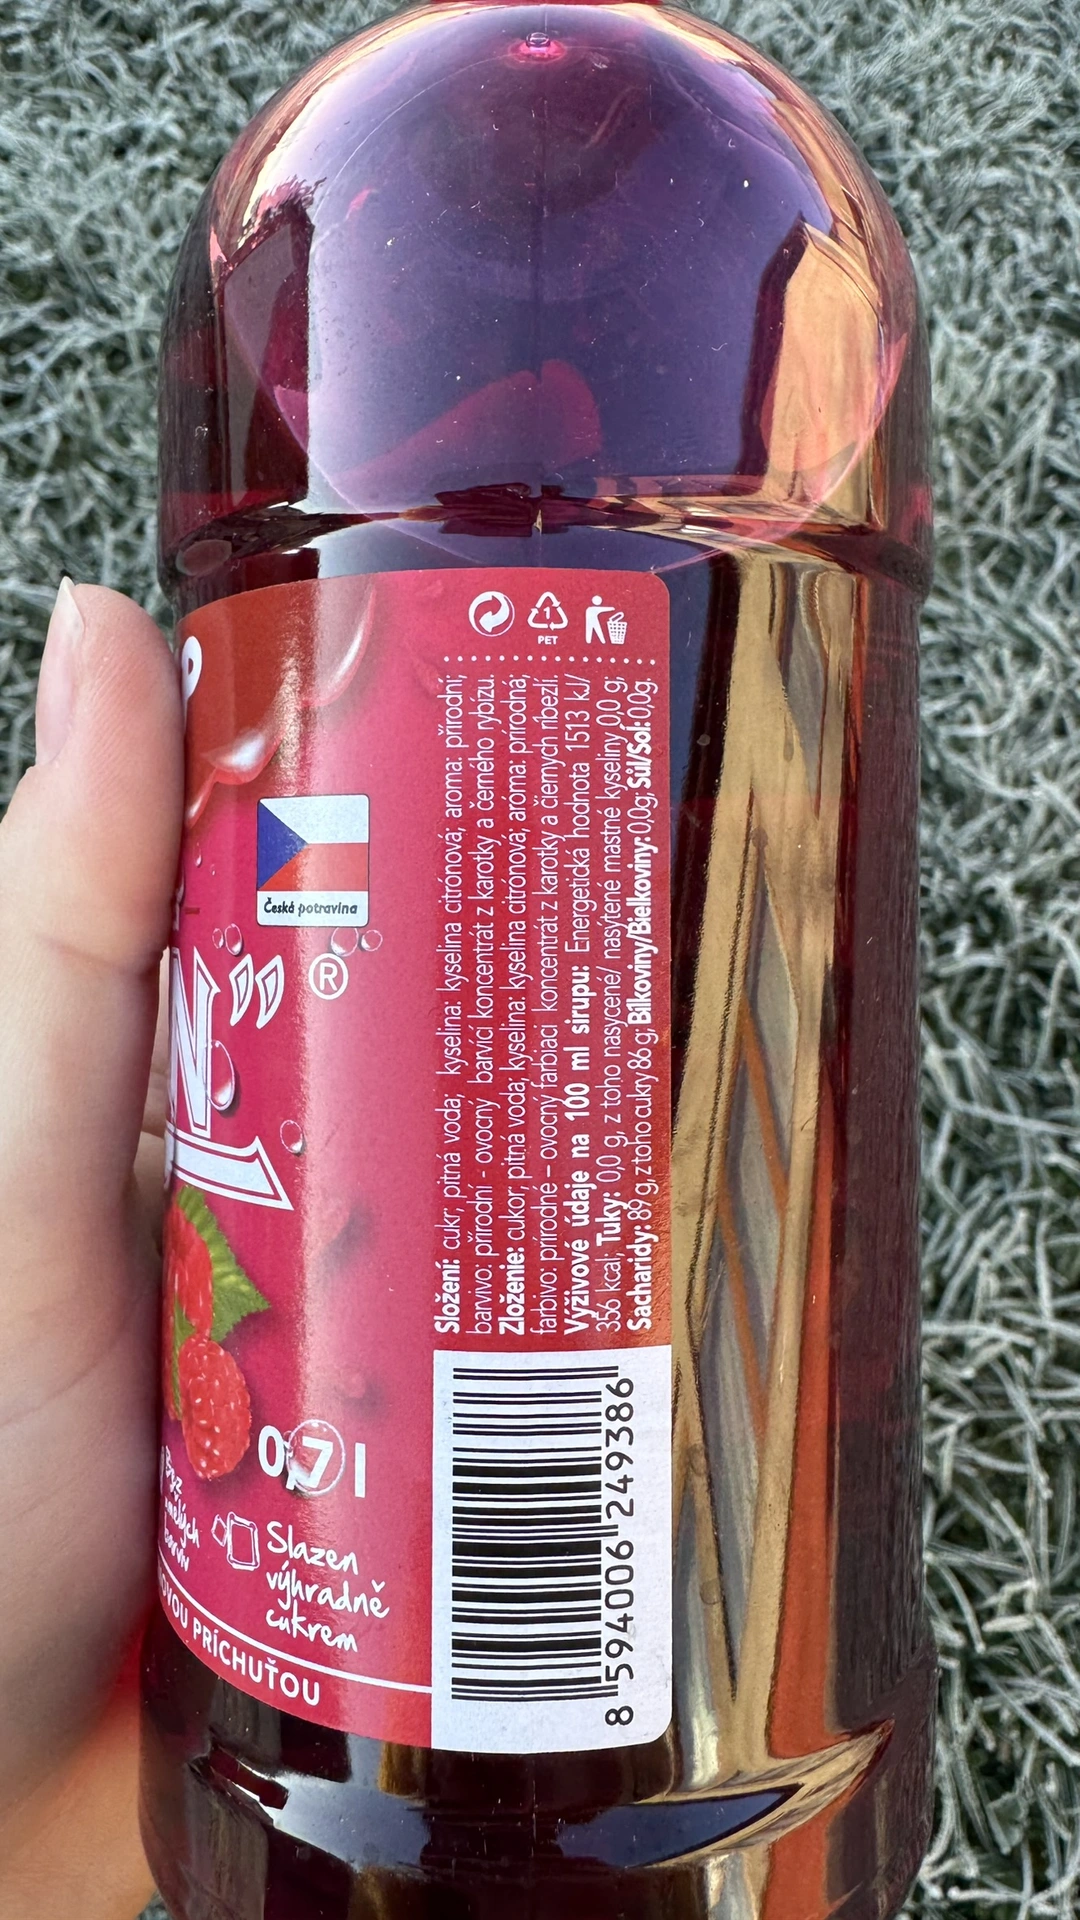 PET
Složení: cukr; pitná voda; kyselina: kyselina citrónová; aroma: přírodní;
barvivo: přírodní - ovocný barvící koncentrát z karotky a černého rybízu.
Zloženie: cukor; pitná voda; kyselina: kyselina citrónová; aróma: prírodná;
farbivo: prírodné – ovocný farbiaci koncentrát z karotky a čiernych ríbezlí.
Výživové údaje na 100 ml sirupu: Energetická hodnota 1513 kJ/
356 kcal; Tuky: 0,0 g, z toho nasycené/ nasýtené mastné kyseliny 0,0 g;
Sacharidy: 89 g, z toho cukry 86 g; Bílkoviny/Bielkoviny: 0,0g; Sůl/Soľ: 0,0g.
8 594006 249386
Česká potravina
N”
®
0,7 l
Bez
Slazen
výhradně
cukrem
PRÍCHUŤOU